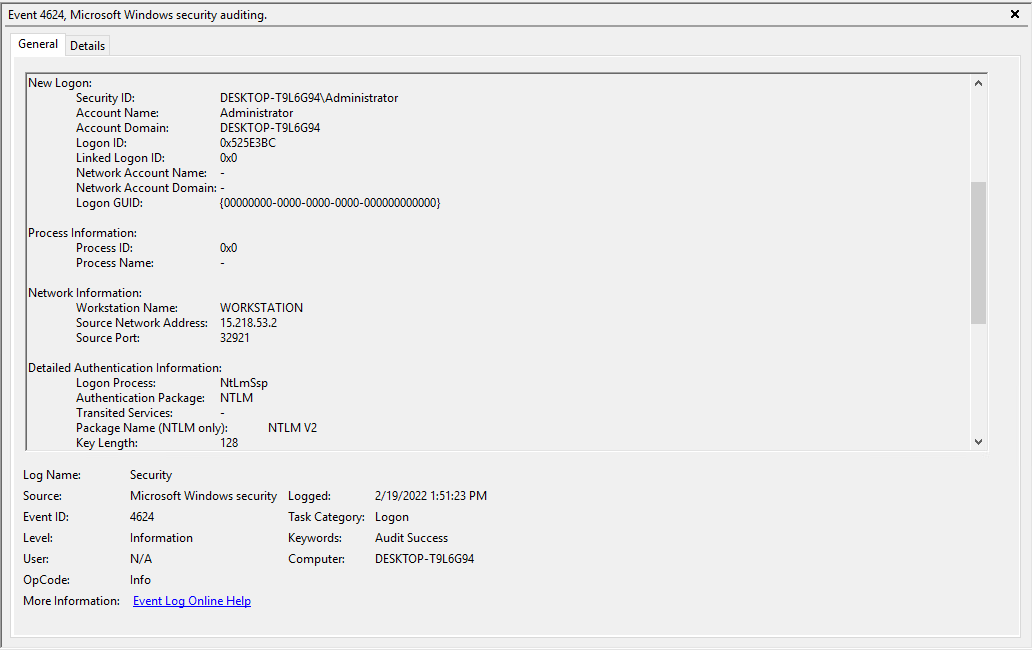 Event 4624, Microsoft Windows security auditing.
General Details
New Logon:
Security ID: DESKTOP-T9L6G94\Administrator
Account Name: Administrator
Account Domain: DESKTOP-T9L6G94
Logon ID: 0x525E3BC
Linked Logon ID: 0x0
Network Account Name: -
Network Account Domain: -
Logon GUID: {00000000-0000-0000-0000-000000000000}
Process Information:
Process ID: 0x0
Process Name: -
Network Information:
Workstation Name: WORKSTATION
Source Network Address: 15.218.53.2
Source Port: 32921
Detailed Authentication Information:
Logon Process: NtLmSsp
Authentication Package: NTLM
Transited Services: -
Package Name (NTLM only): NTLM V2
Key Length: 128
Log Name: Security
Source: Microsoft Windows security Logged: 2/19/2022 1:51:23 PM
Event ID: 4624 Task Category: Logon
Level: Information Keywords: Audit Success
User: N/A Computer: DESKTOP-T9L6G94
OpCode: Info
More Information: Event Log Online Help